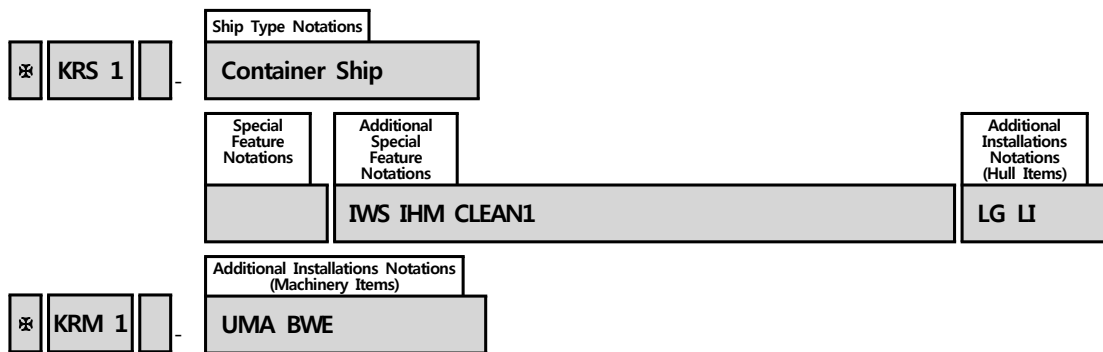 Ship Type Notations
✠ KRS 1 - Container Ship
Special
Feature
Notations
Additional
Special
Feature
Notations
Additional
Installations
Notations
(Hull Items)
IWS IHM CLEAN1
LG LI
Additional Installations Notations
(Machinery Items)
✠ KRM 1 - UMA BWE